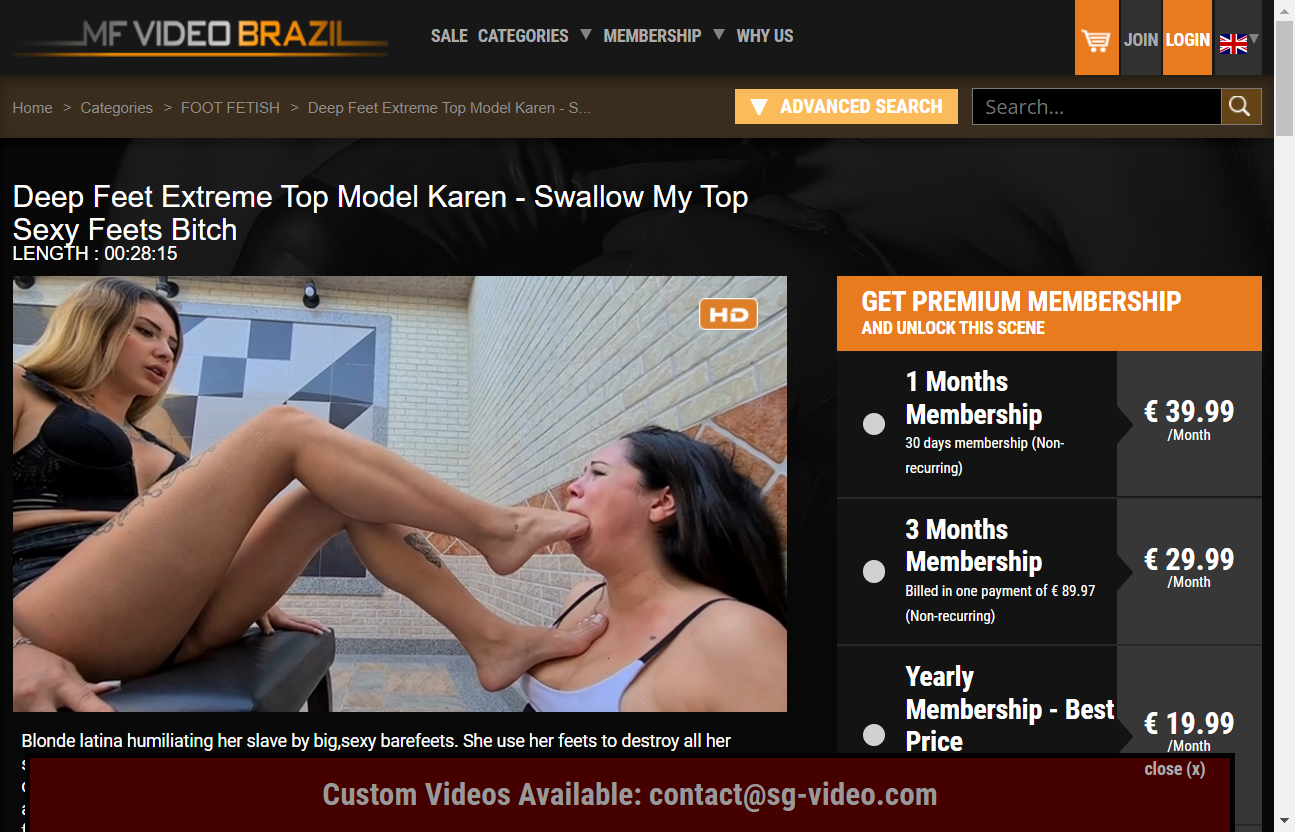 MF VIDEO BRAZIL
SALE CATEGORIES ▼ MEMBERSHIP ▼ WHY US
JOIN
LOGIN
Home > Categories > FOOT FETISH > Deep Feet Extreme Top Model Karen - S...
▼ ADVANCED SEARCH
Search...
Deep Feet Extreme Top Model Karen - Swallow My Top
Sexy Feets Bitch
LENGTH : 00:28:15
HD
GET PREMIUM MEMBERSHIP
AND UNLOCK THIS SCENE
1 Months
Membership
30 days membership (Non-
recurring)
€ 39.99
/Month
3 Months
Membership
Billed in one payment of € 89.97
(Non-recurring)
€ 29.99
/Month
Yearly
Membership - Best
Price
€ 19.99
/Month
Blonde latina humiliating her slave by big,sexy barefeets. She use her feets to destroy all her
close (x)
Custom Videos Available: contact@sg-video.com